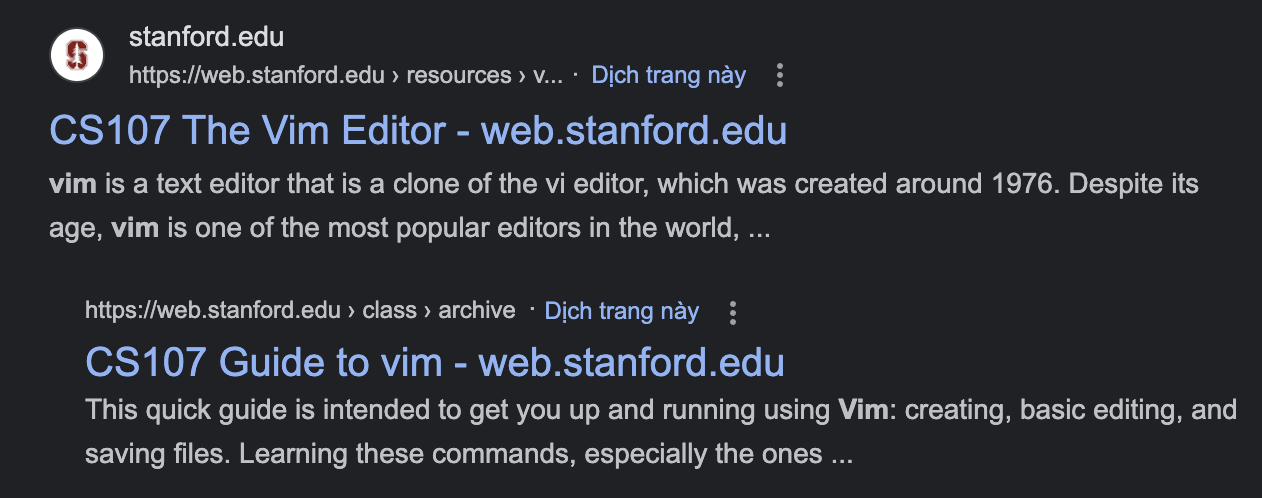 stanford.edu
https://web.stanford.edu › resources › v... · Dịch trang này
CS107 The Vim Editor - web.stanford.edu
vim is a text editor that is a clone of the vi editor, which was created around 1976. Despite its
age, vim is one of the most popular editors in the world, ...
https://web.stanford.edu › class › archive · Dịch trang này
CS107 Guide to vim - web.stanford.edu
This quick guide is intended to get you up and running using Vim: creating, basic editing, and
saving files. Learning these commands, especially the ones ...